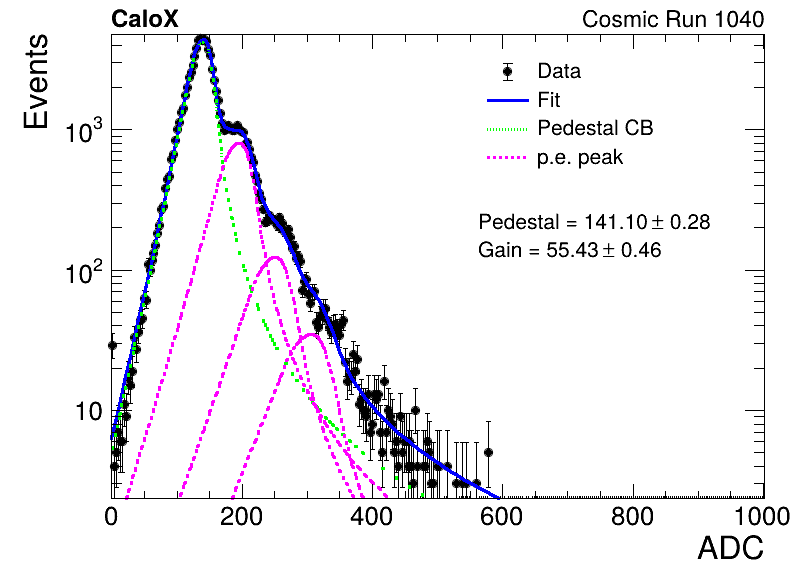 CaloX Cosmic Run 1040
Events
Data
Fit
Pedestal CB
p.e. peak
Pedestal = 141.10 ± 0.28
Gain = 55.43 ± 0.46
10³
10²
10
0 200 400 600 800 1000
ADC